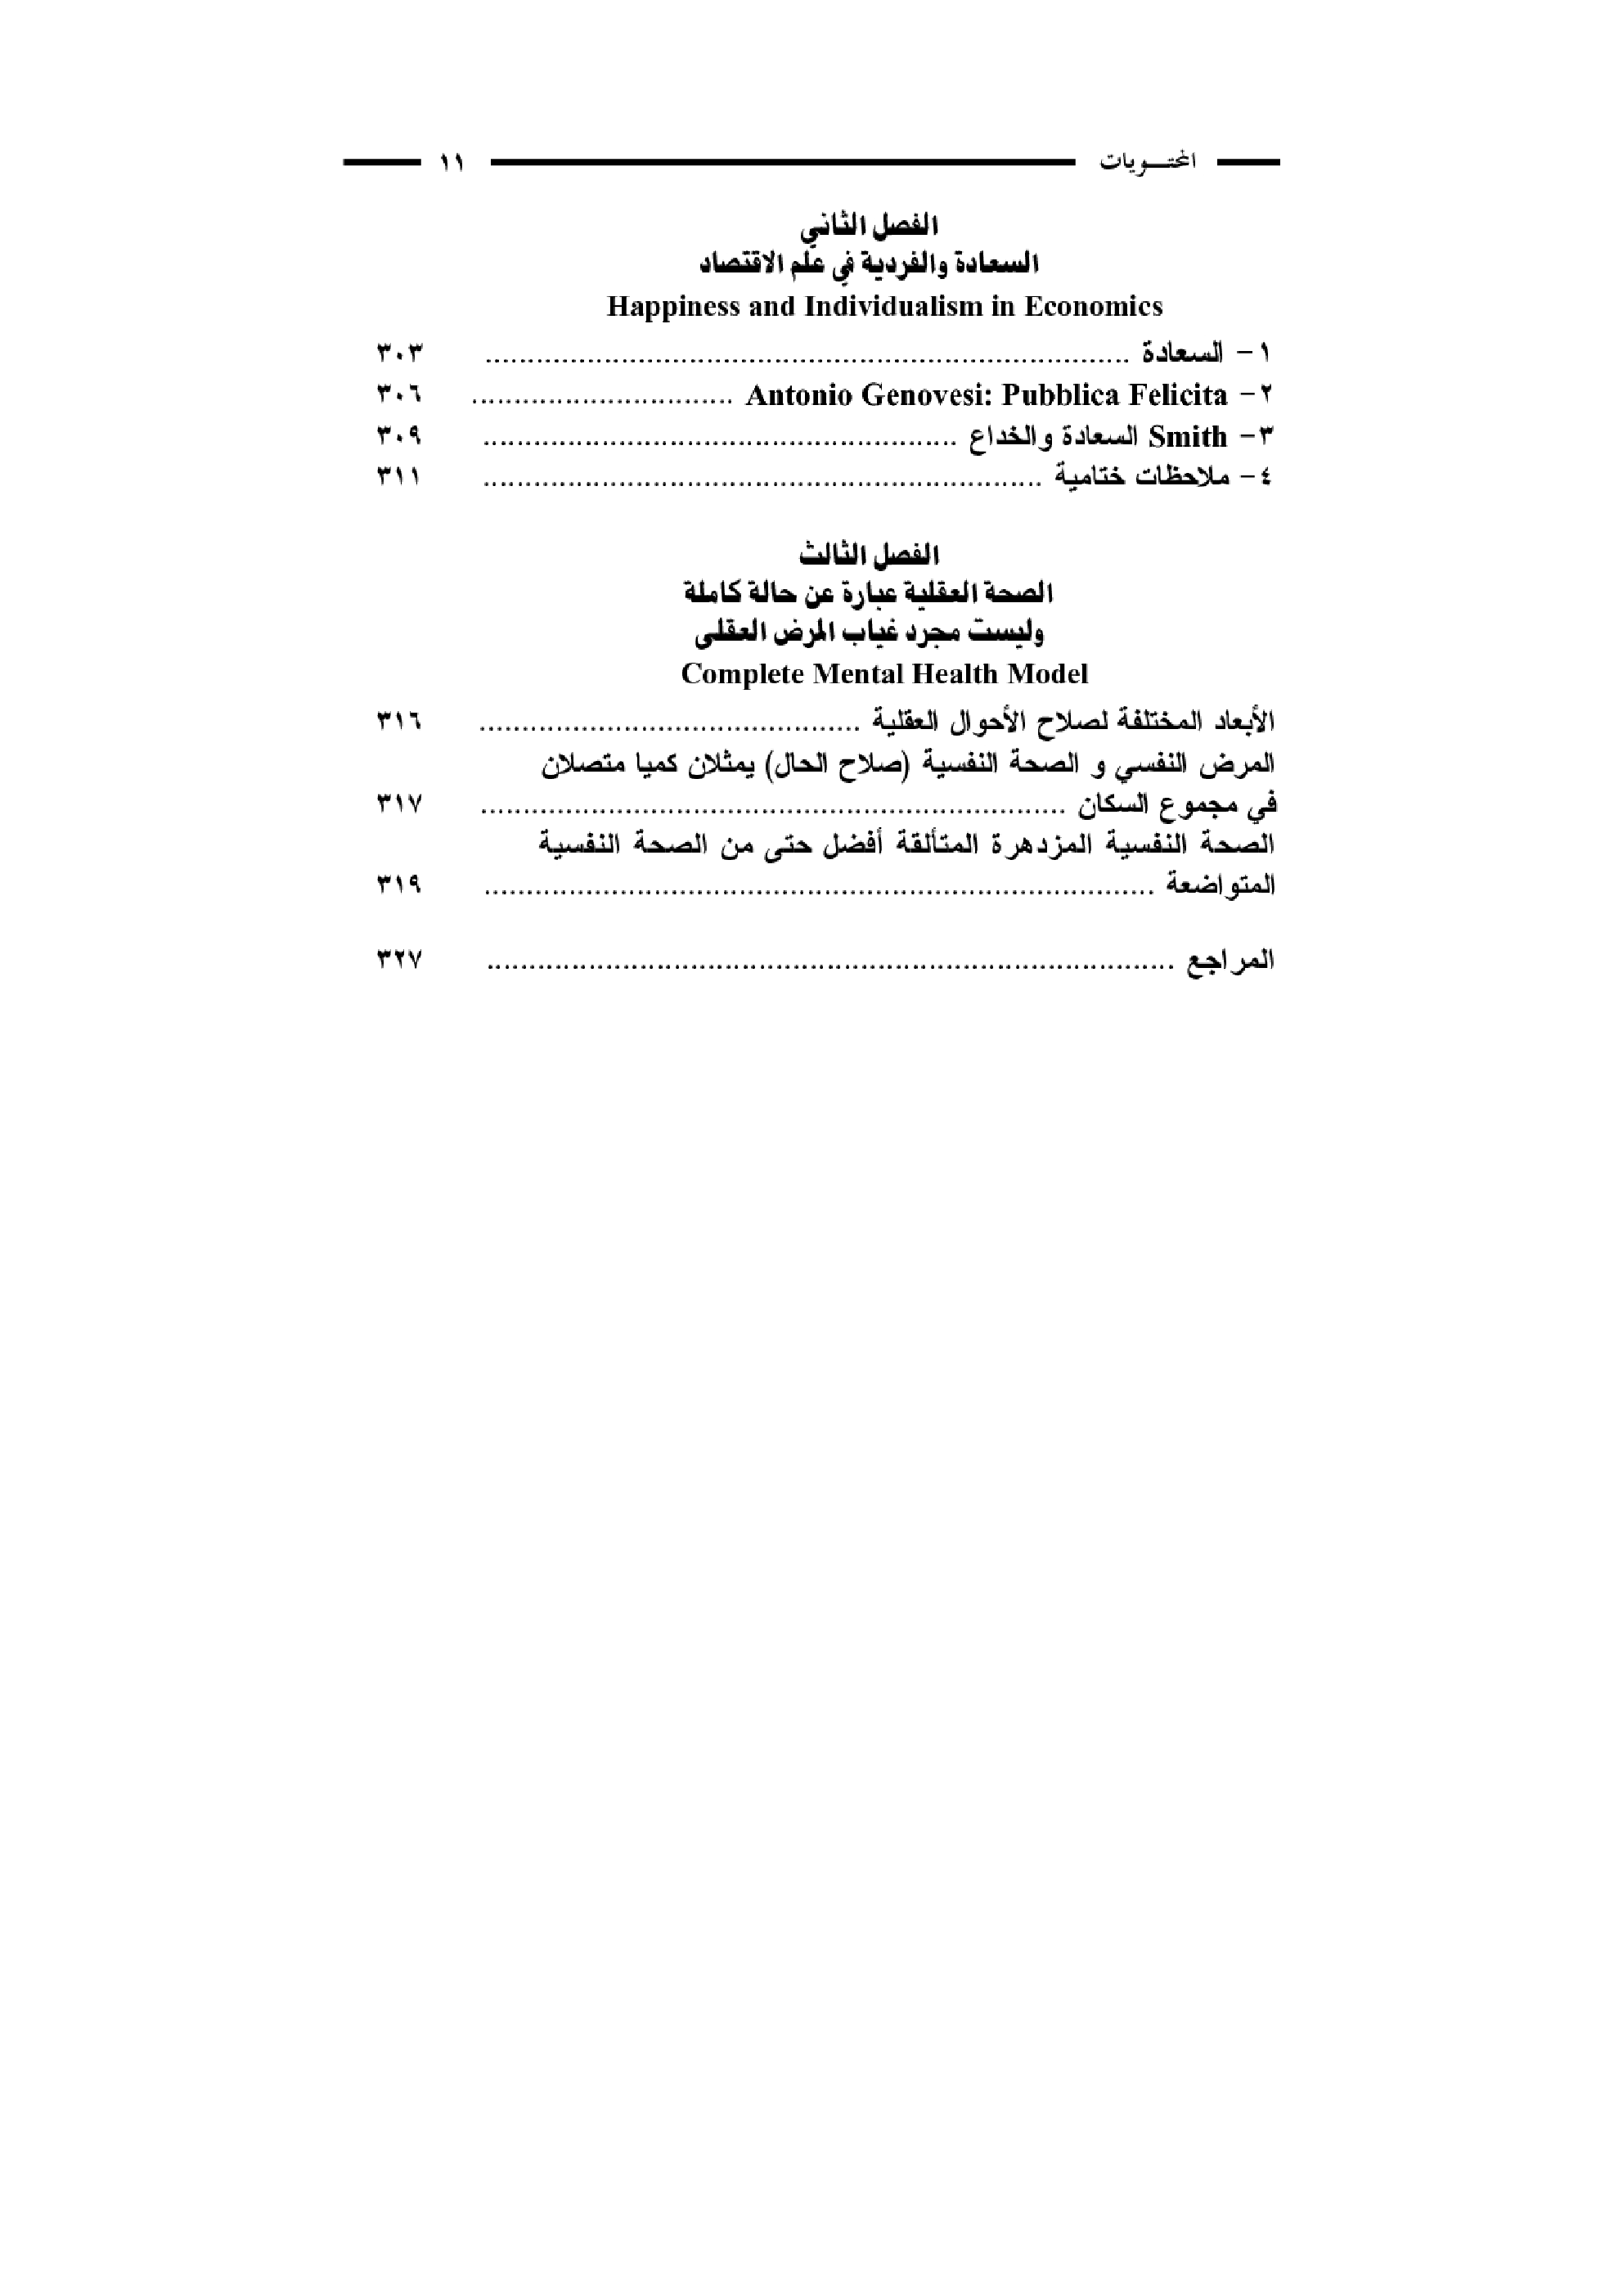 المحتـــويات ١١
الفصل الثاني
السعادة والفردية في علم الاقتصاد
Happiness and Individualism in Economics
١- السعادة ................................................ ٣٠٣
٢- Antonio Genovesi: Pubblica Felicita ............................... ٣٠٦
٣- Smith السعادة والخداع ................................................ ٣٠٩
٤- ملاحظات ختامية ................................................ ٣١١
الفصل الثالث
الصحة العقلية عبارة عن حالة كاملة
وليست مجرد غياب المرض العقلى
Complete Mental Health Model
الأبعاد المختلفة لصلاح الأحوال العقلية ............................................. ٣١٦
المرض النفسي و الصحة النفسية (صلاح الحال) يمثلان كميا متصلان
في مجموع السكان ................................................ ٣١٧
الصحة النفسية المزدهرة المتألقة أفضل حتى من الصحة النفسية
المتواضعة ................................................ ٣١٩
المراجع ................................................ ٣٢٧